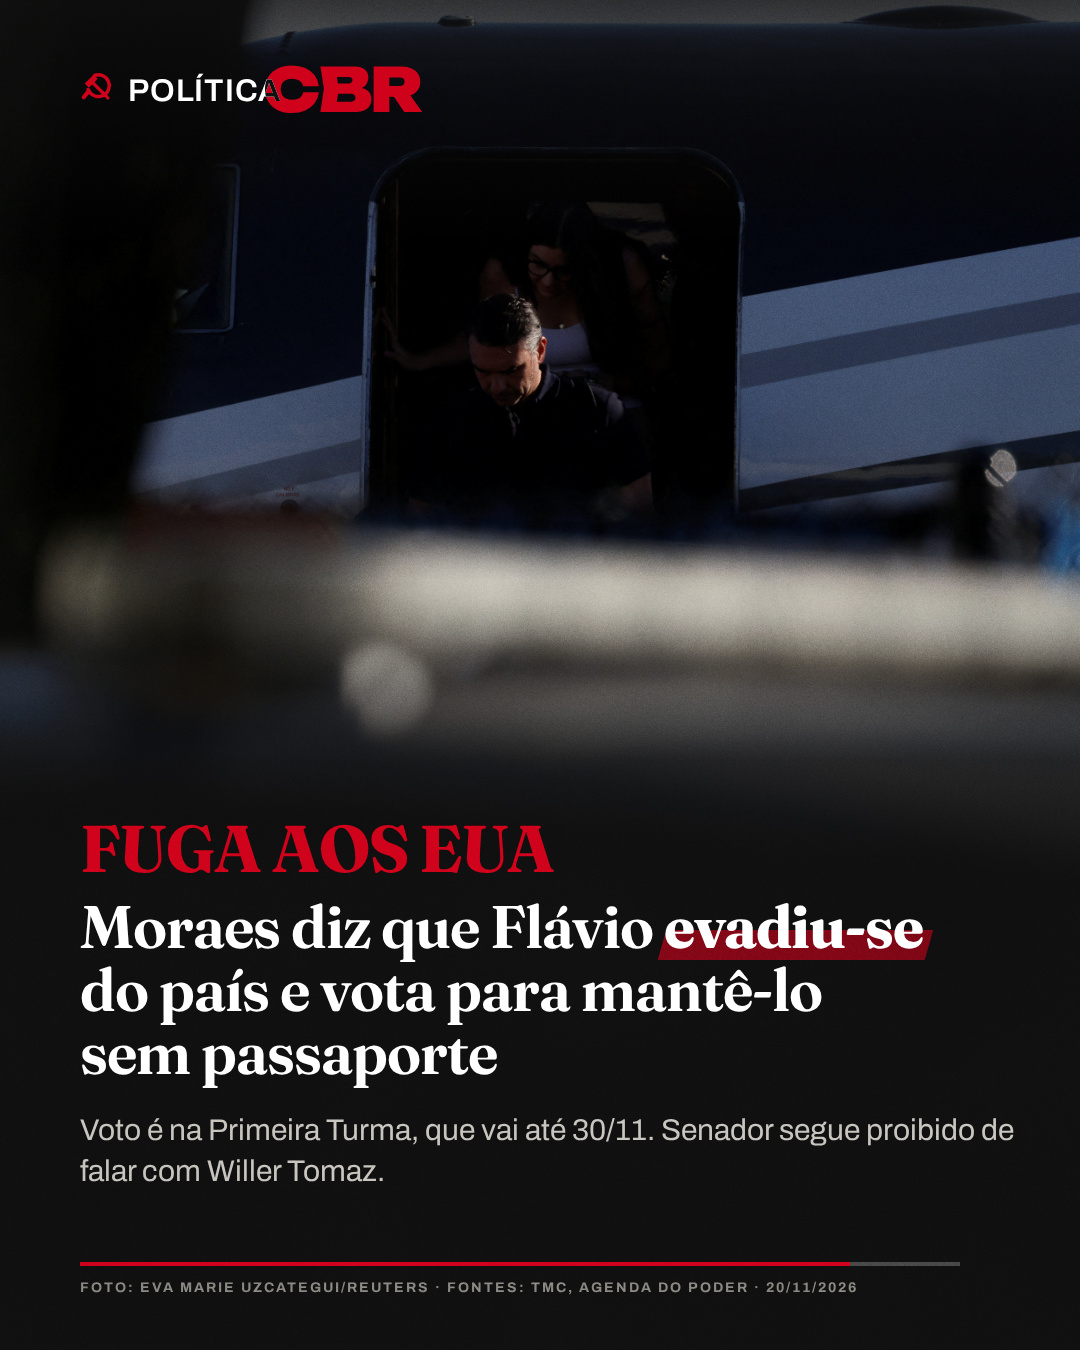 POLÍTICA CBR
FUGA AOS EUA
Moraes diz que Flávio evadiu-se
do país e vota para mantê-lo
sem passaporte
Voto é na Primeira Turma, que vai até 30/11. Senador segue proibido de
falar com Willer Tomaz.
FOTO: EVA MARIE UZCATEGUI/REUTERS · FONTES: TMC, AGENDA DO PODER · 20/11/2026